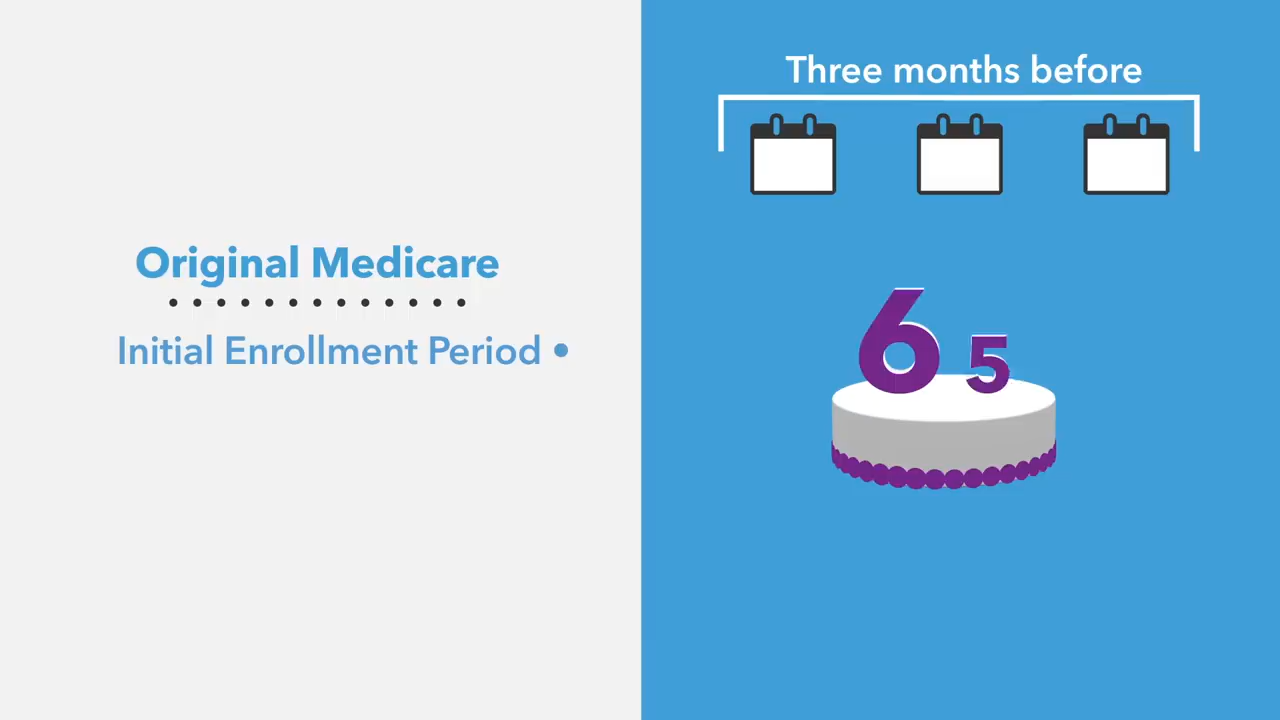 Original Medicare
Initial Enrollment Period •
Three months before
65